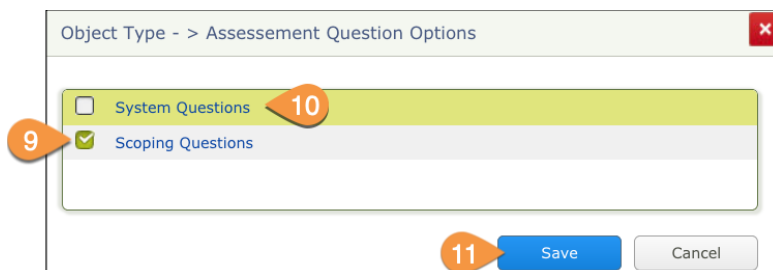 Object Type - > Assessement Question Options
System Questions 10
9 Scoping Questions
11 Save Cancel